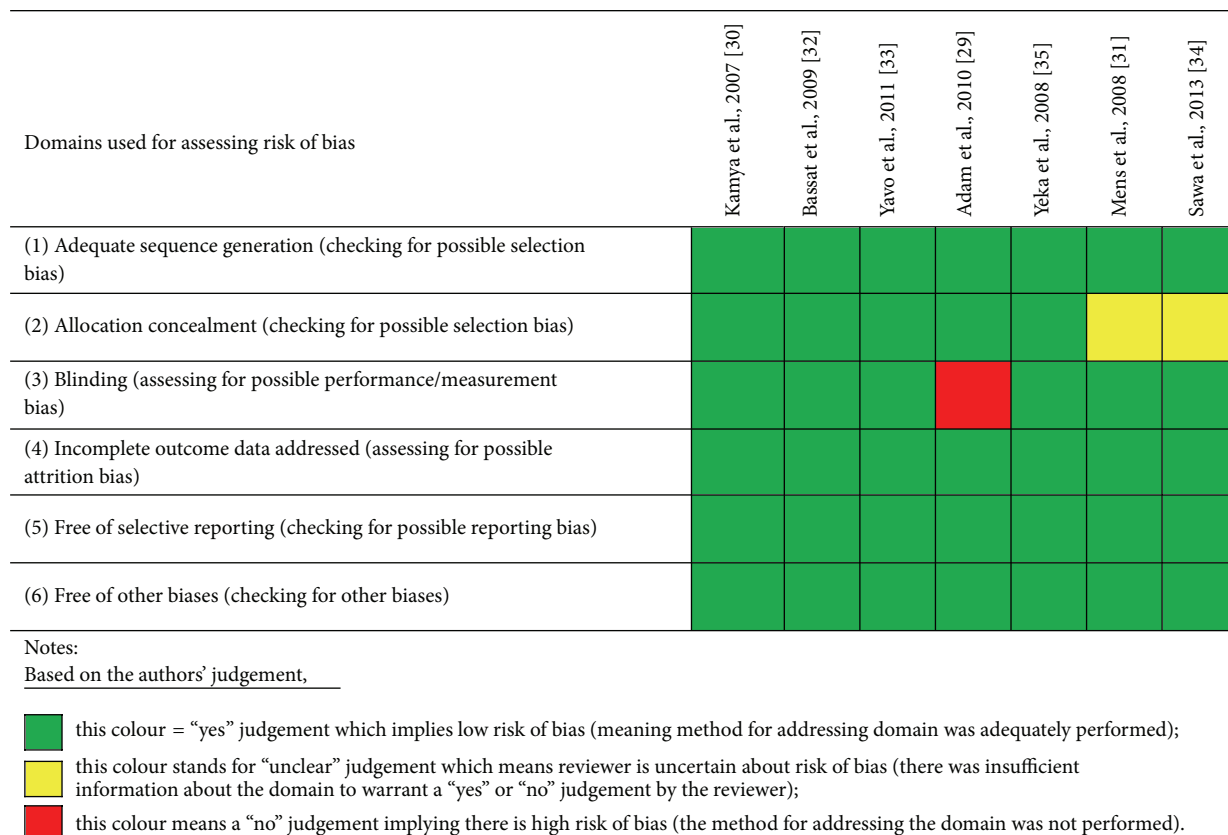 Domains used for assessing risk of bias
Kamya et al., 2007 [30]
Bassat et al., 2009 [32]
Yavo et al., 2011 [33]
Adam et al., 2010 [29]
Yeka et al., 2008 [35]
Mens et al., 2008 [31]
Sawa et al., 2013 [34]
(1) Adequate sequence generation (checking for possible selection
bias)
(2) Allocation concealment (checking for possible selection bias)
(3) Blinding (assessing for possible performance/measurement
bias)
(4) Incomplete outcome data addressed (assessing for possible
attrition bias)
(5) Free of selective reporting (checking for possible reporting bias)
(6) Free of other biases (checking for other biases)
Notes:
Based on the authors’ judgement,
this colour = “yes” judgement which implies low risk of bias (meaning method for addressing domain was adequately performed);
this colour stands for “unclear” judgement which means reviewer is uncertain about risk of bias (there was insufficient
information about the domain to warrant a “yes” or “no” judgement by the reviewer);
this colour means a “no” judgement implying there is high risk of bias (the method for addressing the domain was not performed).